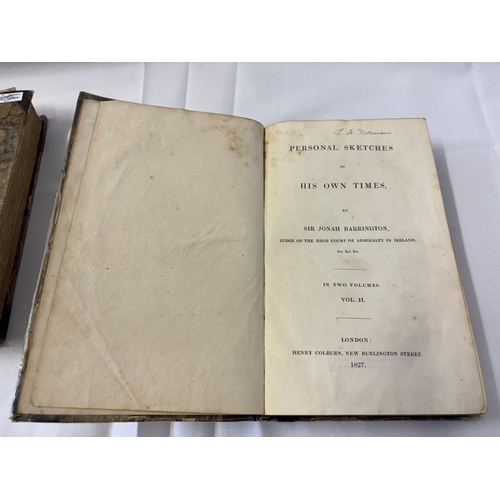 PERSONAL SKETCHES
OF
HIS OWN TIMES,
BY
SIR JONAH BARRINGTON,
JUDGE OF THE HIGH COURT OF ADMIRALTY IN IRELAND,
&c. &c. &c.
IN TWO VOLUMES.
VOL. II.
LONDON:
HENRY COLBURN, NEW BURLINGTON STREET.
1827.